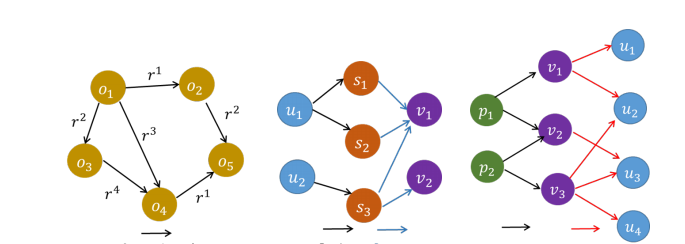 r¹
o₁
o₂
r²
r³
r²
o₃
o₅
r⁴
r¹
o₄
s₁
u₁
v₁
s₂
u₂
v₂
s₃
u₁
v₁
p₁
u₂
v₂
p₂
u₃
v₃
u₄